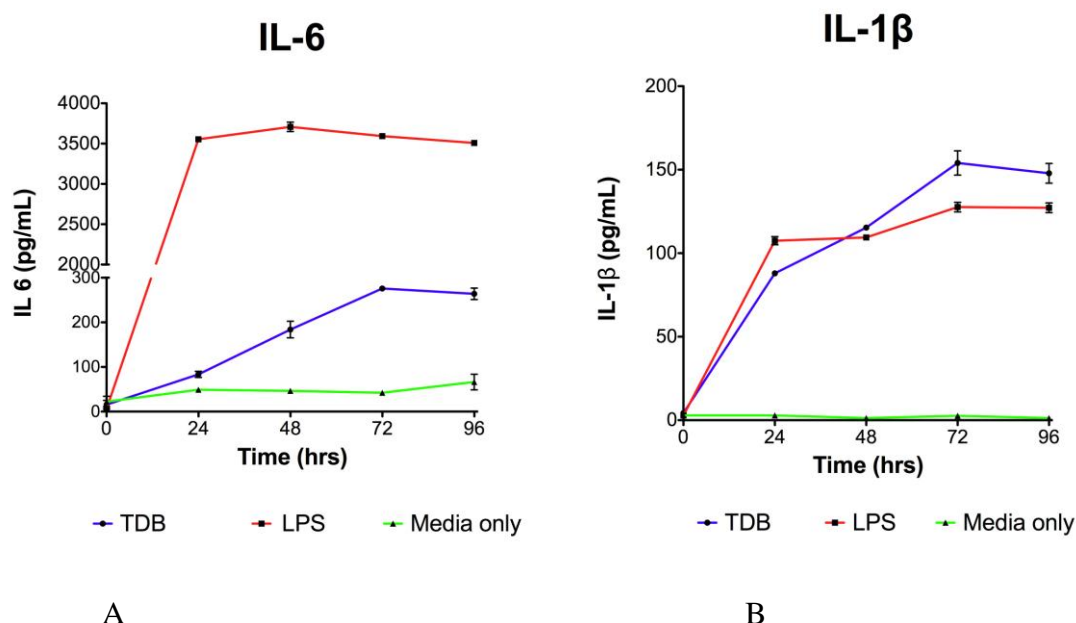 IL-6
IL 6 (pg/mL)
4000
3500
3000
2500
2000
300
200
100
0
0 24 48 72 96
Time (hrs)
TDB LPS Media only
A
IL-1β
IL-1β (pg/mL)
200
150
100
50
0
0 24 48 72 96
Time (hrs)
TDB LPS Media only
B